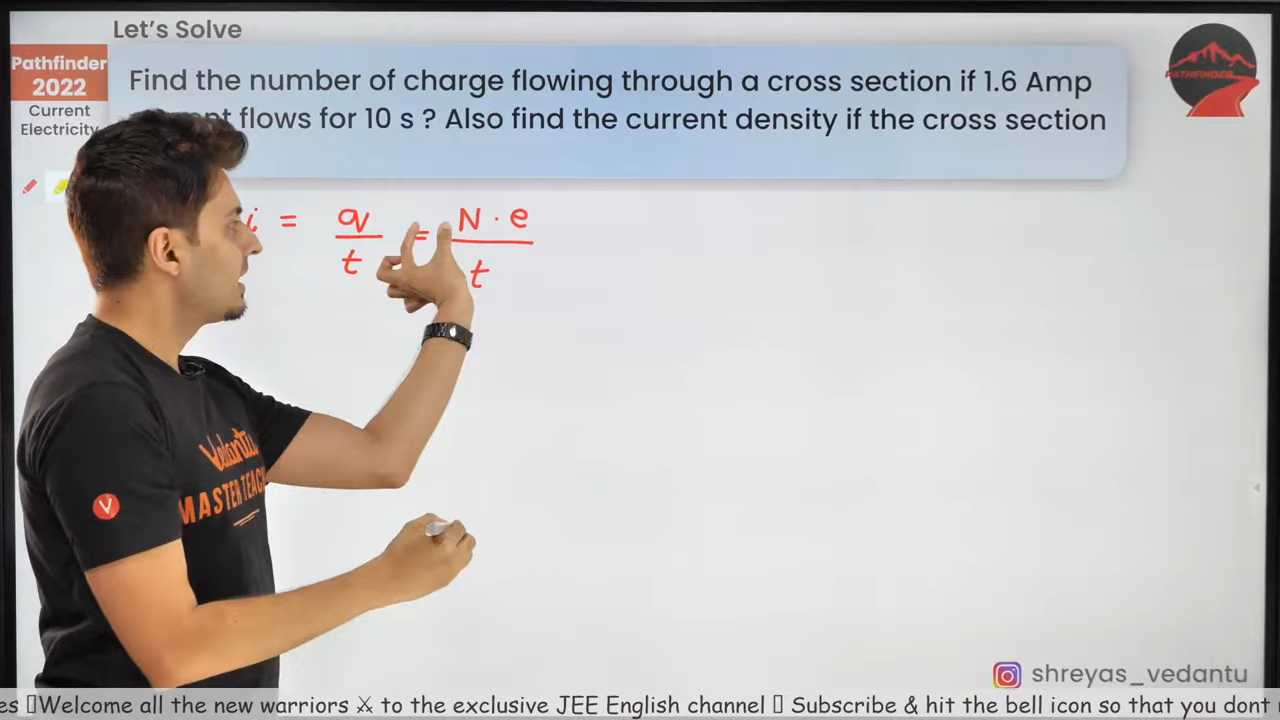 Let's Solve
Pathfinder
2022
Current
Electricity
Find the number of charge flowing through a cross section if 1.6 Amp
flows for 10 s ? Also find the current density if the cross section
PATHFINDER
i = q/t = N · e/t
Vedantu
MASTER TEACH
V
shreyas_vedantu
es Welcome all the new warriors ⚔ to the exclusive JEE English channel Subscribe & hit the bell icon so that you dont